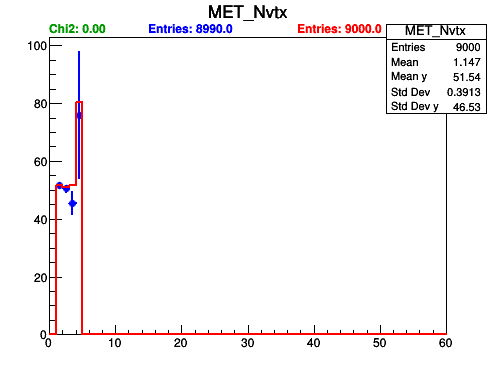 MET_Nvtx
Chi2: 0.00 Entries: 8990.0 Entries: 9000.0
MET_Nvtx
Entries 9000
Mean 1.147
Mean y 51.54
Std Dev 0.3913
Std Dev y 46.53
100
80
60
40
20
0
0 10 20 30 40 50 60